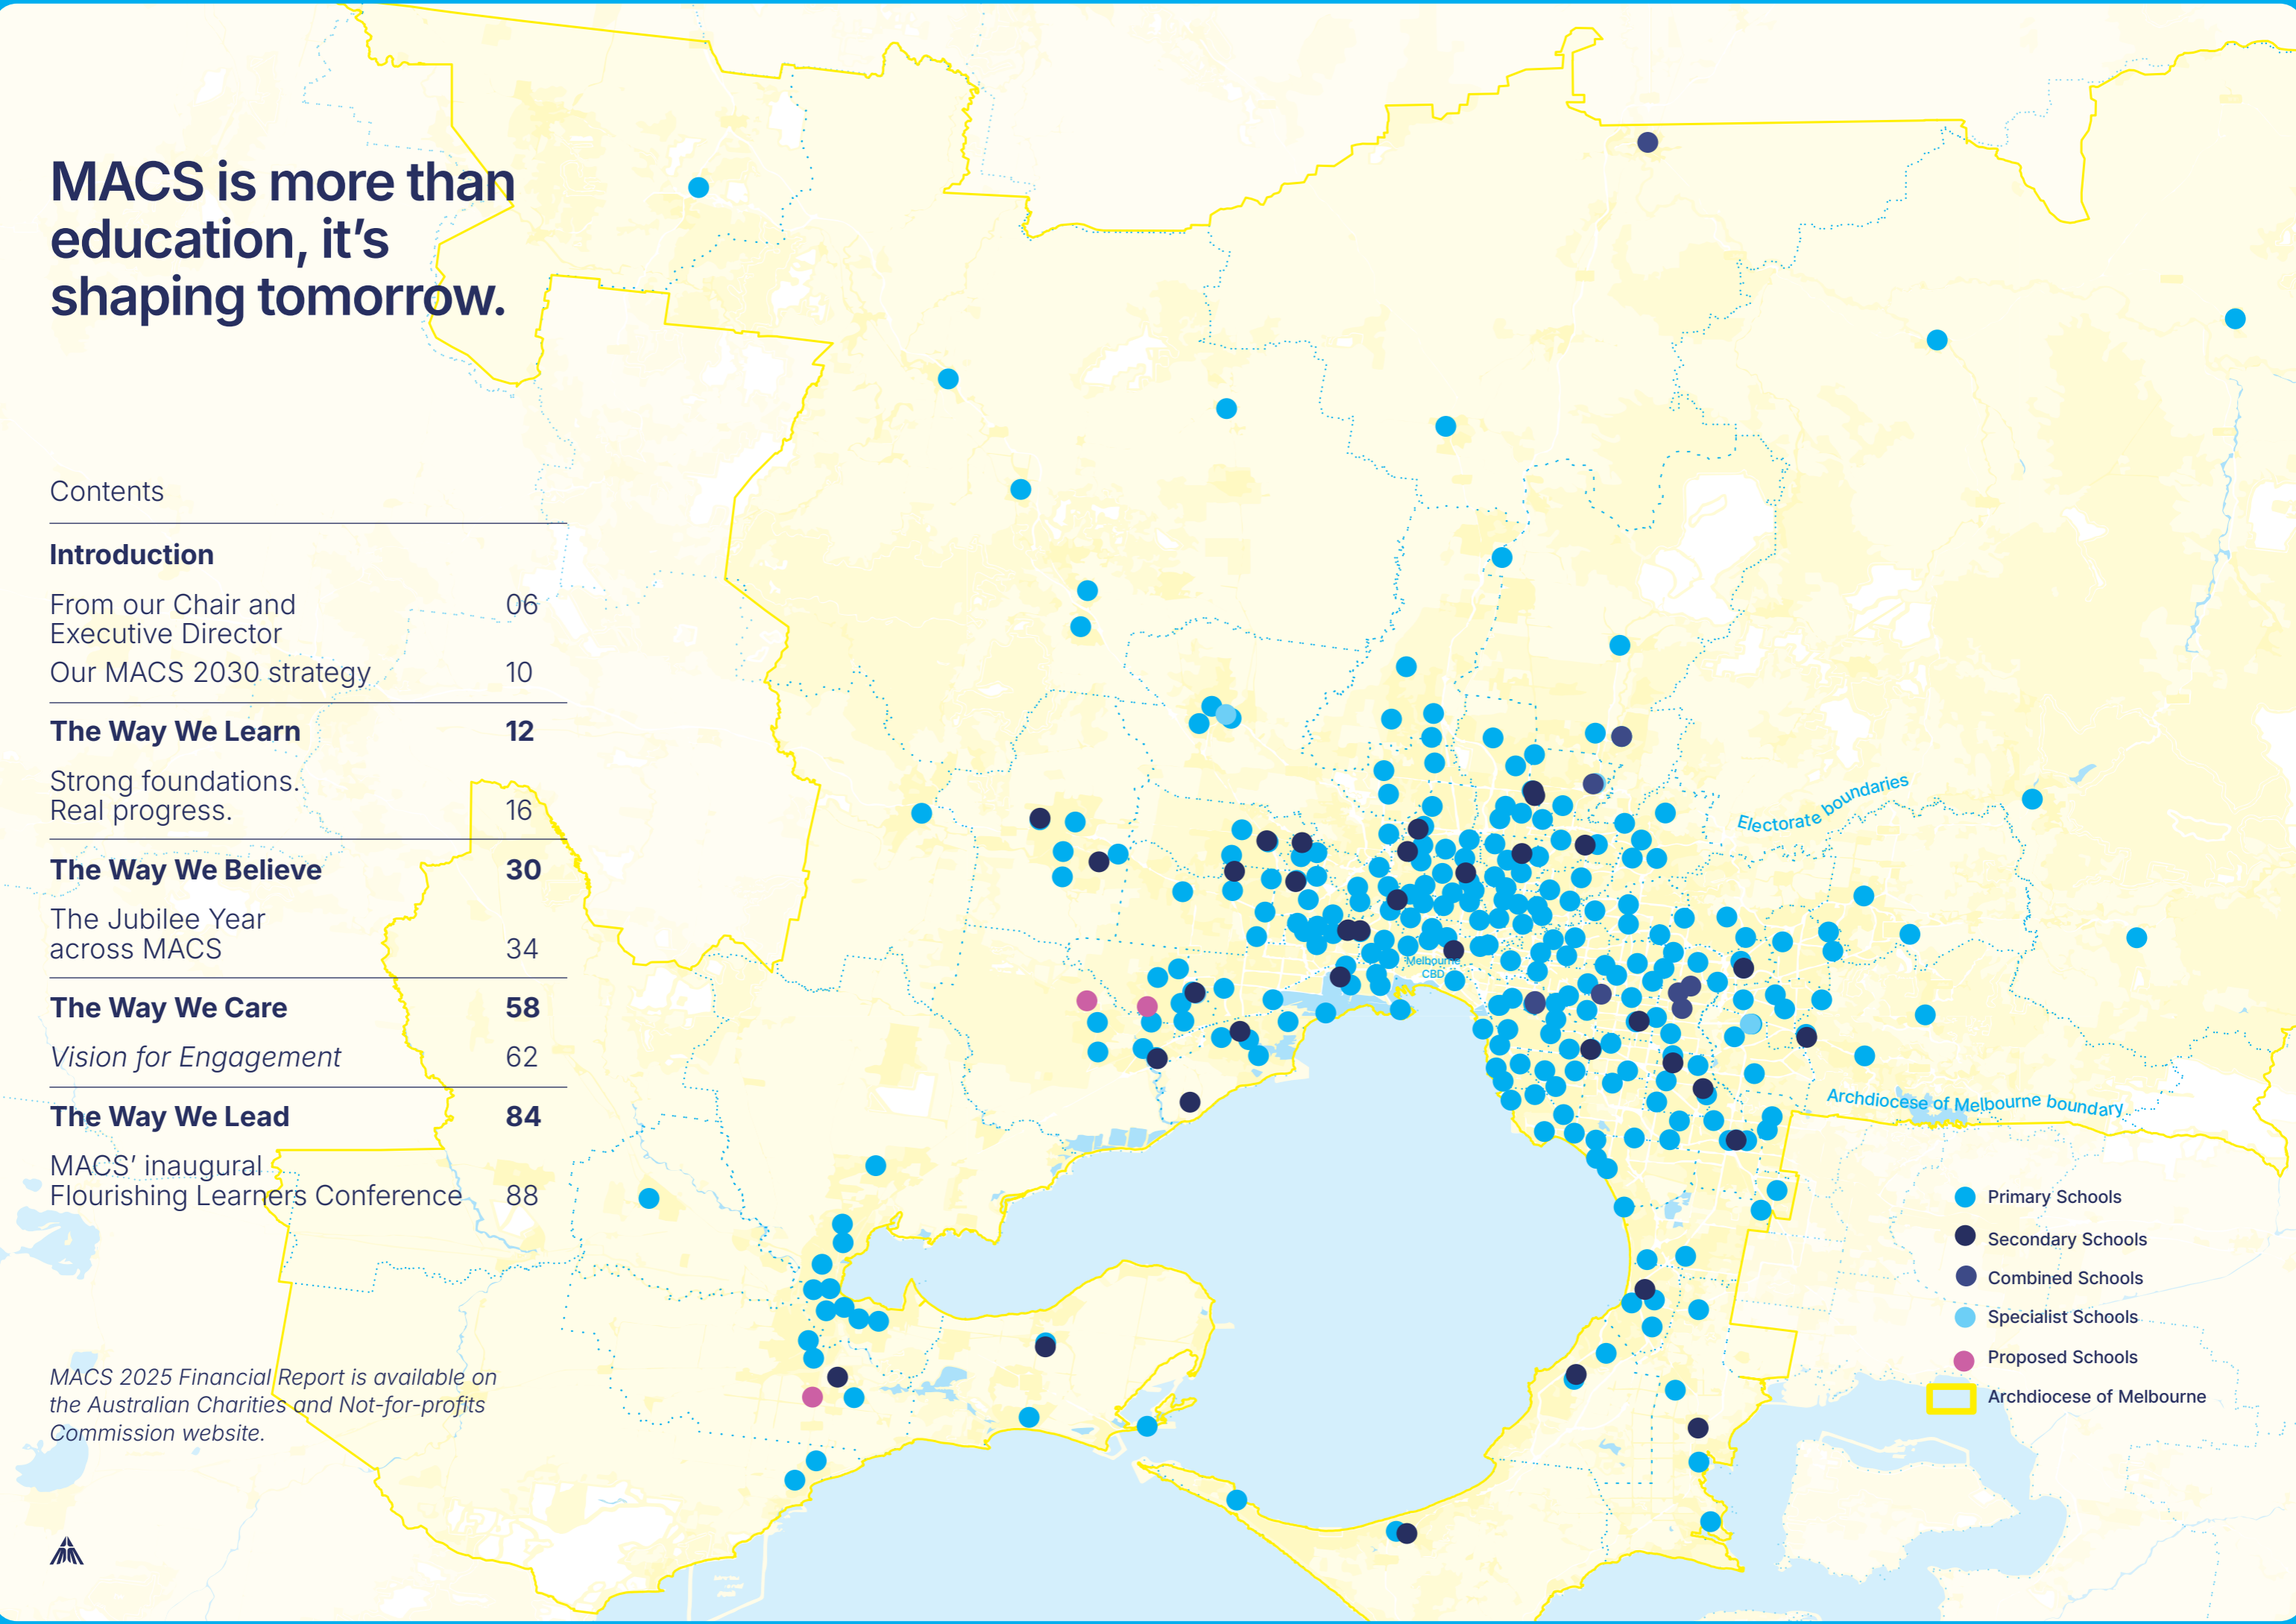 MACS is more than
education, it’s
shaping tomorrow.
Contents
Introduction
From our Chair and
Executive Director 06
Our MACS 2030 strategy 10
The Way We Learn 12
Strong foundations.
Real progress. 16
The Way We Believe 30
The Jubilee Year
across MACS 34
The Way We Care 58
Vision for Engagement 62
The Way We Lead 84
MACS’ inaugural
Flourishing Learners Conference 88
MACS 2025 Financial Report is available on
the Australian Charities and Not-for-profits
Commission website.
Electorate boundaries
Melbourne
CBD
Archdiocese of Melbourne boundary
Primary Schools
Secondary Schools
Combined Schools
Specialist Schools
Proposed Schools
Archdiocese of Melbourne